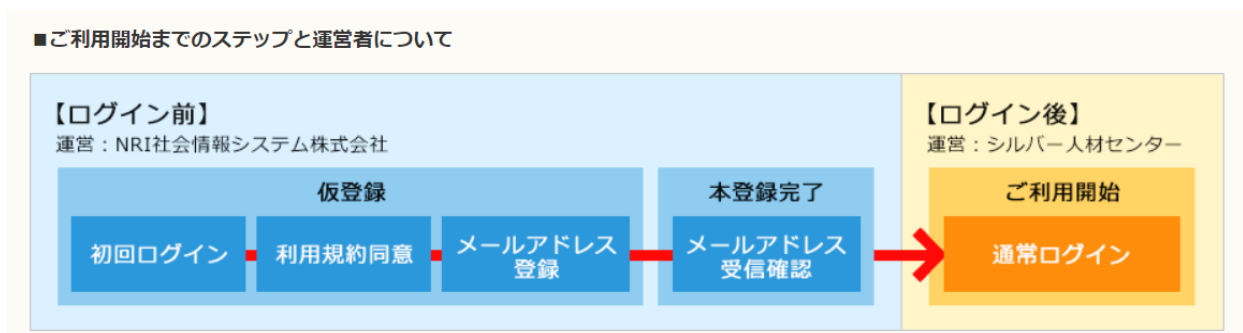 ■ご利用開始までのステップと運営者について
【ログイン前】
運営：NRI社会情報システム株式会社
仮登録
初回ログイン
利用規約同意
メールアドレス
登録
本登録完了
メールアドレス
受信確認
【ログイン後】
運営：シルバー人材センター
ご利用開始
通常ログイン